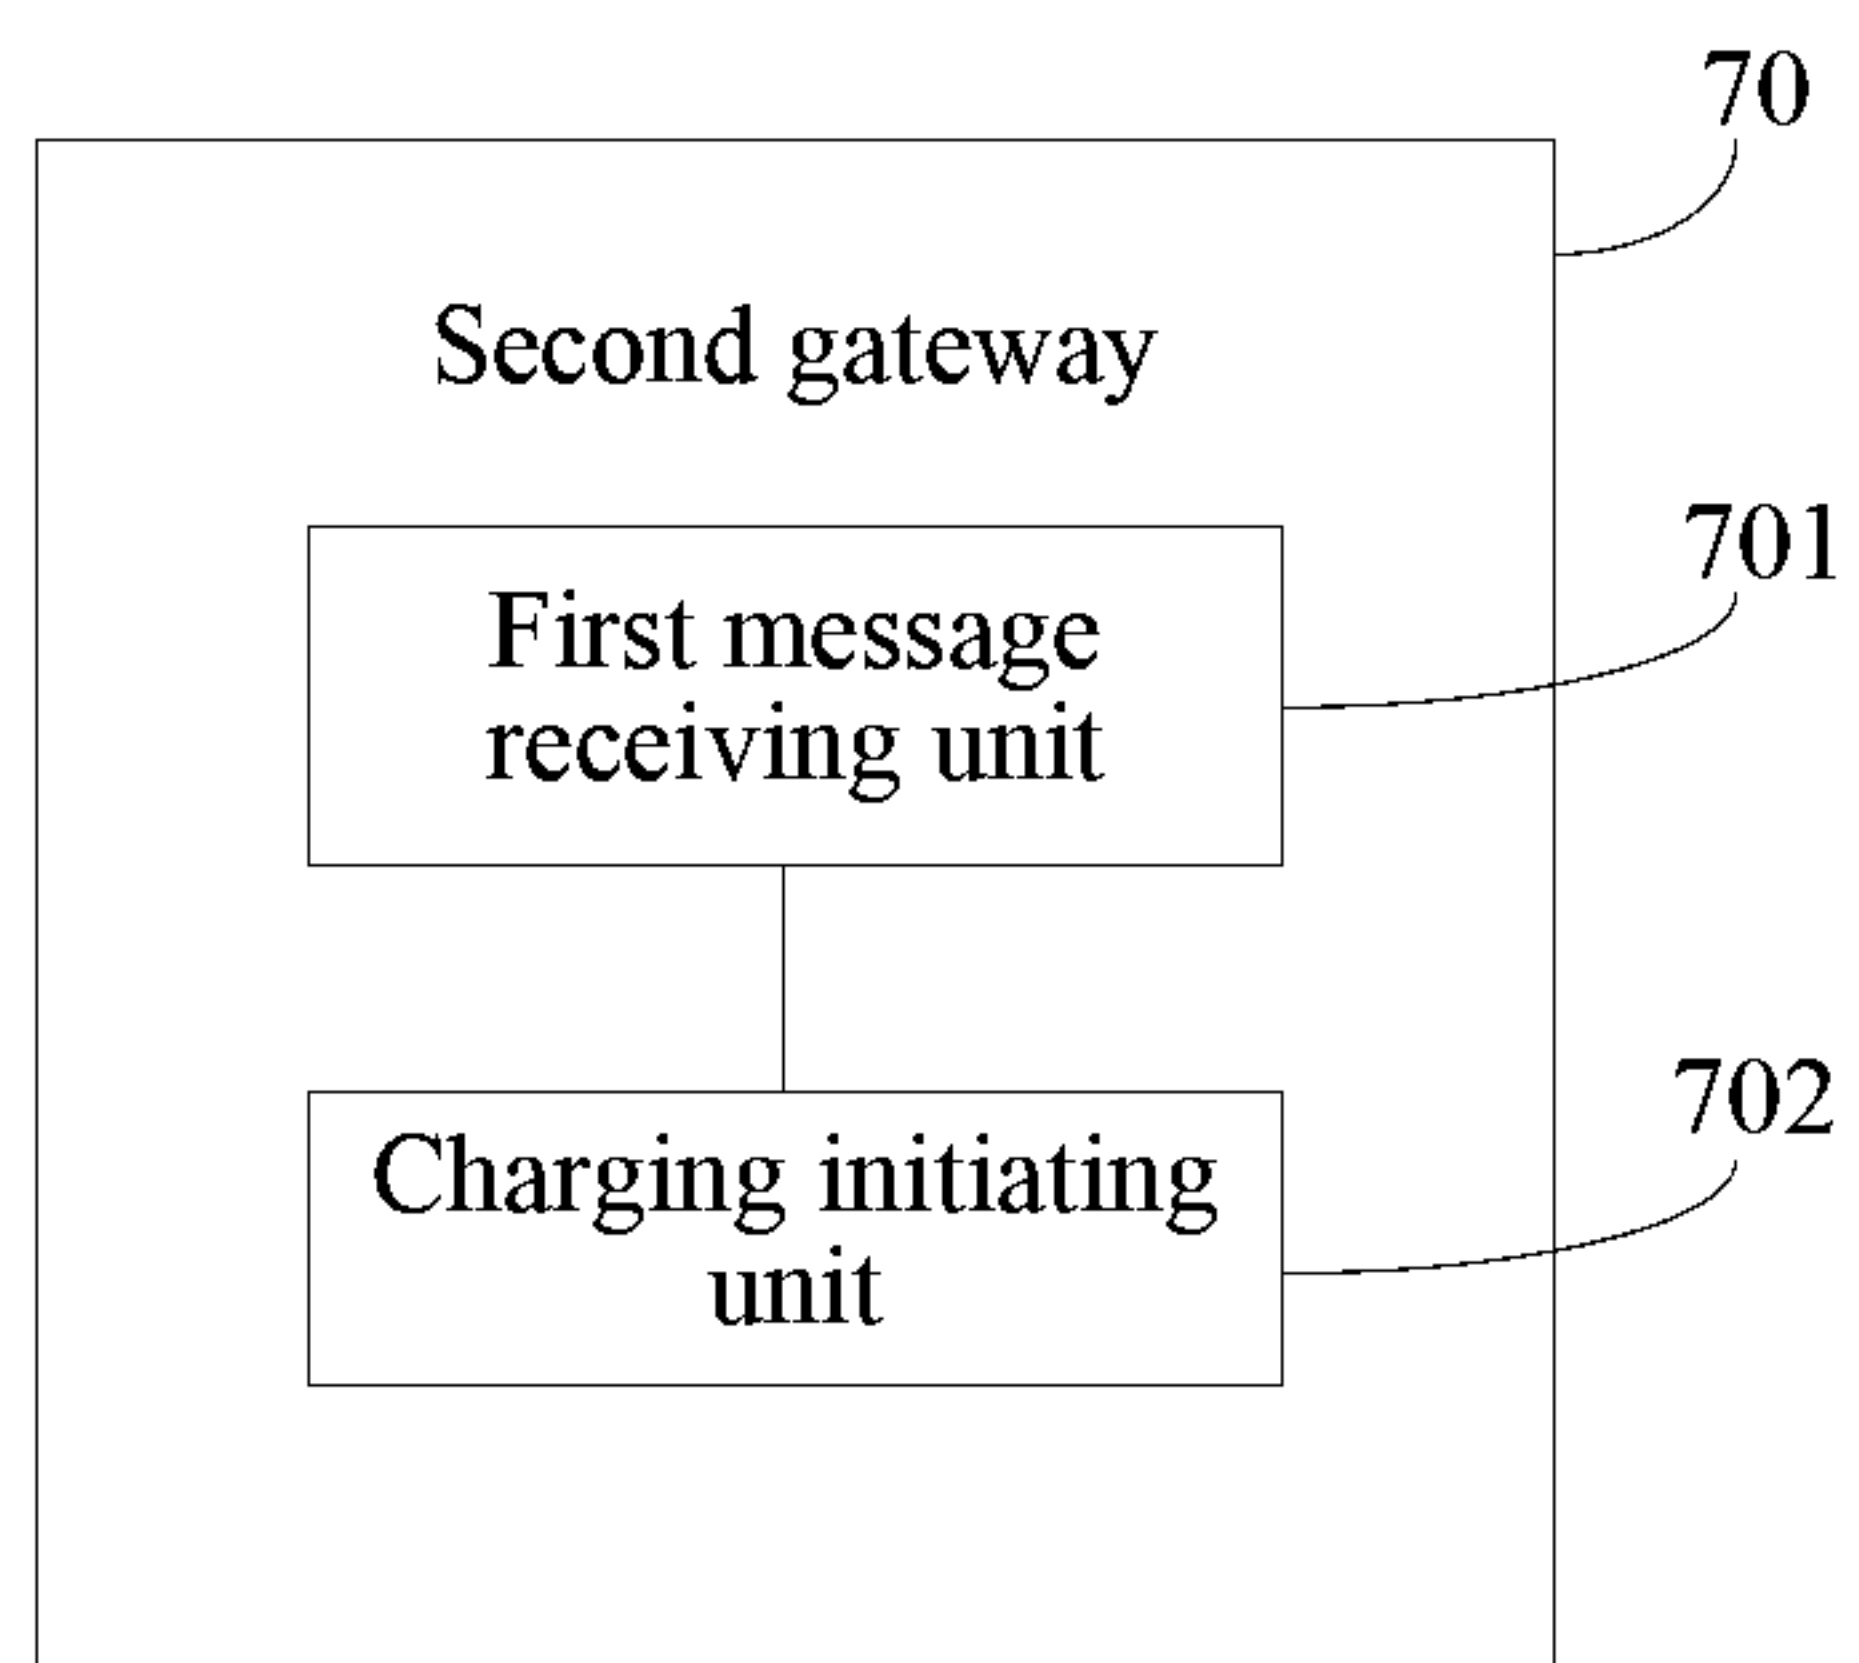 70
Second gateway
701
First message
receiving unit
702
Charging initiating
unit